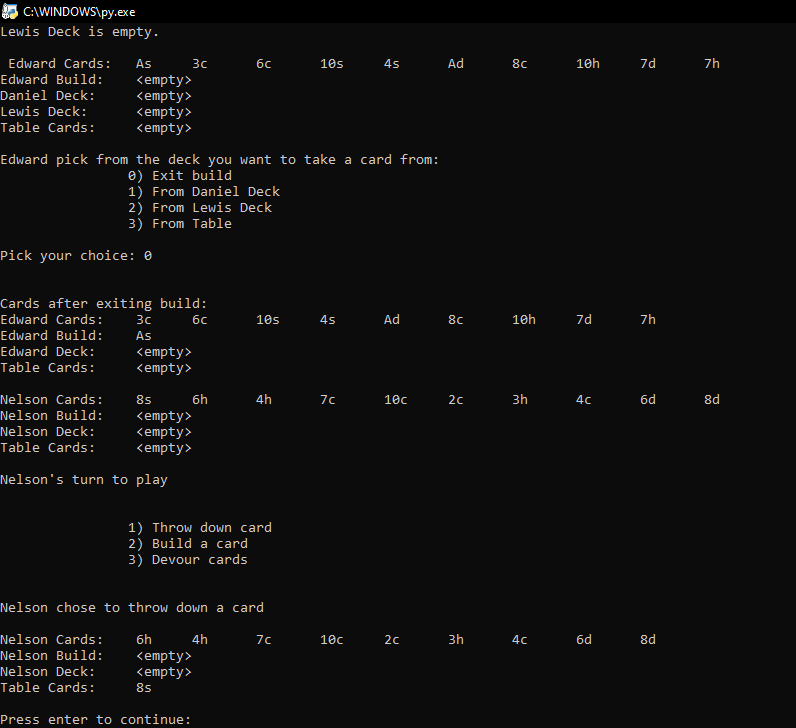 C:\WINDOWS\py.exe
Lewis Deck is empty.
Edward Cards: As 3c 6c 10s 4s Ad 8c 10h 7d 7h
Edward Build: <empty>
Daniel Deck: <empty>
Lewis Deck: <empty>
Table Cards: <empty>
Edward pick from the deck you want to take a card from:
0) Exit build
1) From Daniel Deck
2) From Lewis Deck
3) From Table
Pick your choice: 0
Cards after exiting build:
Edward Cards: 3c 6c 10s 4s Ad 8c 10h 7d 7h
Edward Build: As
Edward Deck: <empty>
Table Cards: <empty>
Nelson Cards: 8s 6h 4h 7c 10c 2c 3h 4c 6d 8d
Nelson Build: <empty>
Nelson Deck: <empty>
Table Cards: <empty>
Nelson's turn to play
1) Throw down card
2) Build a card
3) Devour cards
Nelson chose to throw down a card
Nelson Cards: 6h 4h 7c 10c 2c 3h 4c 6d 8d
Nelson Build: <empty>
Nelson Deck: <empty>
Table Cards: 8s
Press enter to continue: